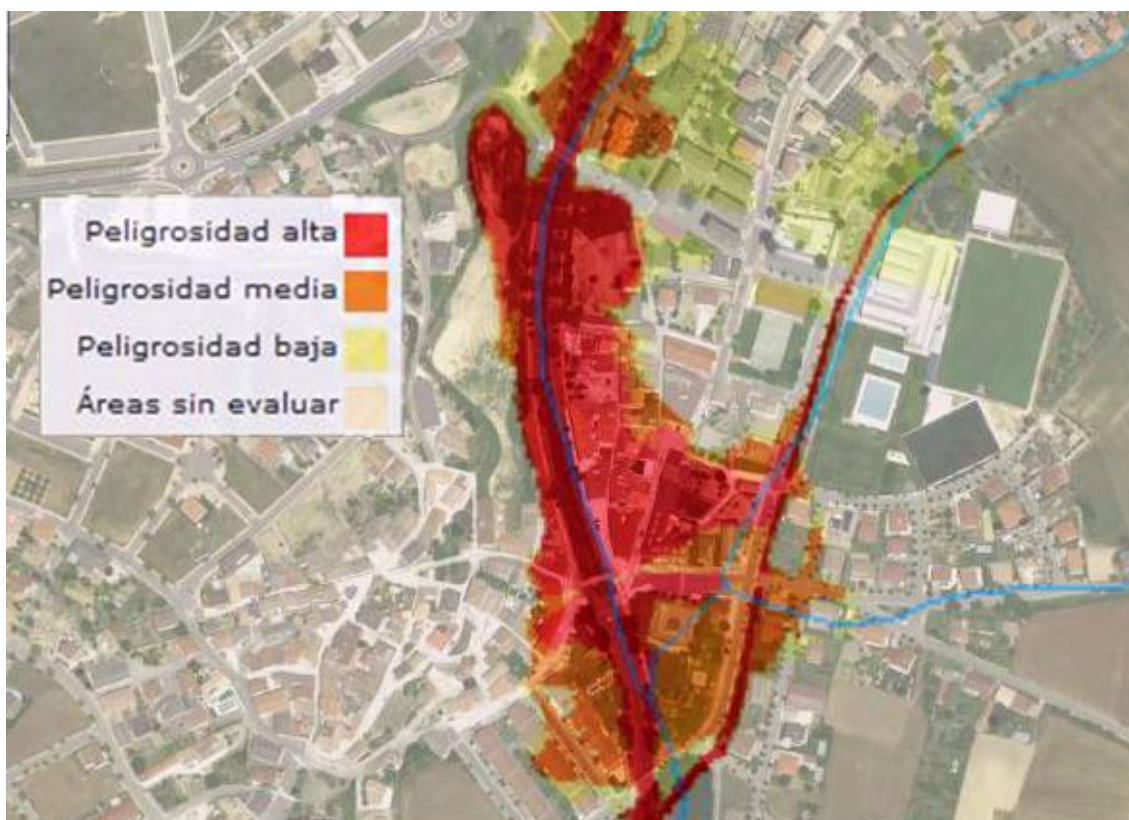 Peligrosidad alta
Peligrosidad media
Peligrosidad baja
Áreas sin evaluar